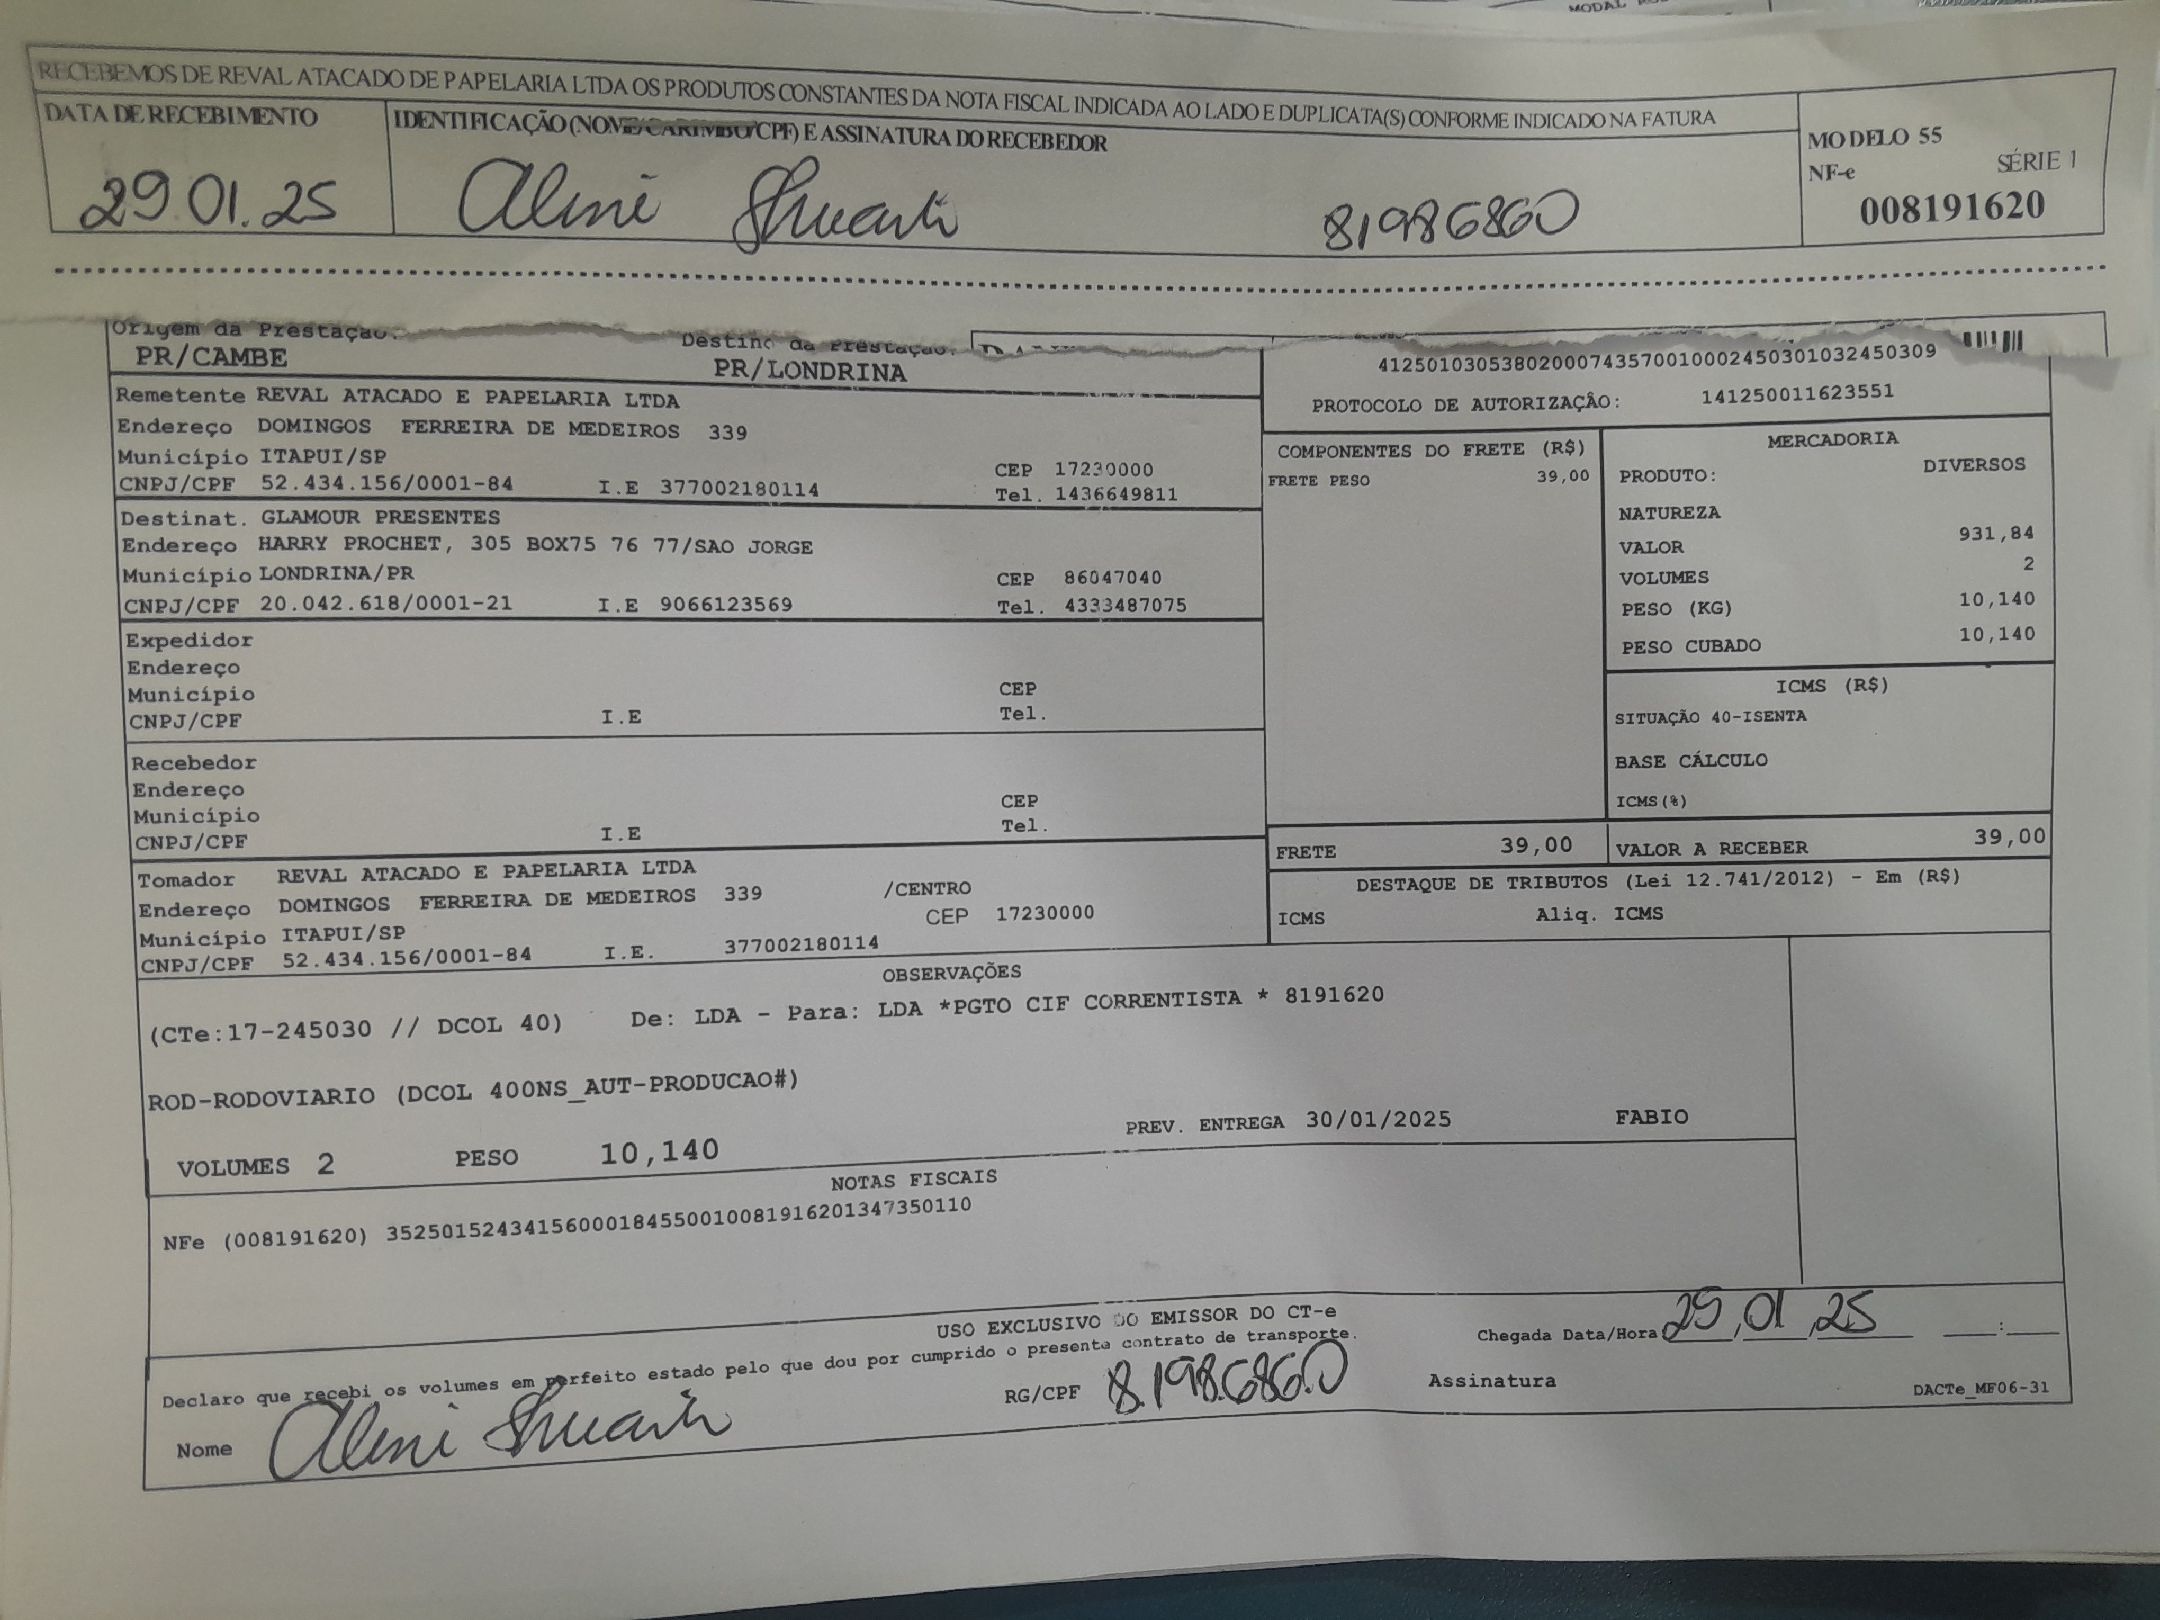 MODAL
RECEBEMOS DE REVAL ATACADO DE PAPELARIA LTDA OS PRODUTOS CONSTANTES DA NOTA FISCAL INDICADA AO LADO E DUPLICATA(S) CONFORME INDICADO NA FATURA
DATA DE RECEBIMENTO
29.01.25
IDENTIFICAÇÃO (NOME/CARIMBO/CPF) E ASSINATURA DO RECEBEDOR
81986860
MODELO 55
NF-e SÉRIE 1
008191620
Origem da Prestação. Destino da Prestação.
PR/CAMBE PR/LONDRINA
Remetente REVAL ATACADO E PAPELARIA LTDA
Endereço DOMINGOS FERREIRA DE MEDEIROS 339
Município ITAPUI/SP CEP 17230000
CNPJ/CPF 52.434.156/0001-84 I.E 377002180114 Tel. 1436649811
Destinat. GLAMOUR PRESENTES
Endereço HARRY PROCHET, 305 BOX75 76 77/SAO JORGE
Município LONDRINA/PR CEP 86047040
CNPJ/CPF 20.042.618/0001-21 I.E 9066123569 Tel. 4333487075
Expedidor
Endereço
Município CEP
CNPJ/CPF I.E Tel.
Recebedor
Endereço
Município CEP
CNPJ/CPF I.E Tel.
Tomador REVAL ATACADO E PAPELARIA LTDA
Endereço DOMINGOS FERREIRA DE MEDEIROS 339 /CENTRO
Município ITAPUI/SP CEP 17230000
CNPJ/CPF 52.434.156/0001-84 I.E. 377002180114
41250103053802000743570010002450301032450309
PROTOCOLO DE AUTORIZAÇÃO: 141250011623551
COMPONENTES DO FRETE (R$)
FRETE PESO 39,00
MERCADORIA
PRODUTO: DIVERSOS
NATUREZA
VALOR 931,84
VOLUMES 2
PESO (KG) 10,140
PESO CUBADO 10,140
ICMS (R$)
SITUAÇÃO 40-ISENTA
BASE CÁLCULO
ICMS(%)
FRETE 39,00 VALOR A RECEBER 39,00
DESTAQUE DE TRIBUTOS (Lei 12.741/2012) - Em (R$)
ICMS Aliq. ICMS
OBSERVAÇÕES
(CTe:17-245030 // DCOL 40) De: LDA - Para: LDA *PGTO CIF CORRENTISTA * 8191620
ROD-RODOVIARIO (DCOL 400NS_AUT-PRODUCAO#)
PREV. ENTREGA 30/01/2025 FABIO
VOLUMES 2 PESO 10,140
NOTAS FISCAIS
NFe (008191620) 35250152434156000184550010081916201347350110
USO EXCLUSIVO DO EMISSOR DO CT-e
Declaro que recebi os volumes em perfeito estado pelo que dou por cumprido o presente contrato de transporte.
Chegada Data/Hora 29,01,25 :
Nome
RG/CPF 8.198.686.0
Assinatura
DACTe_MF06-31